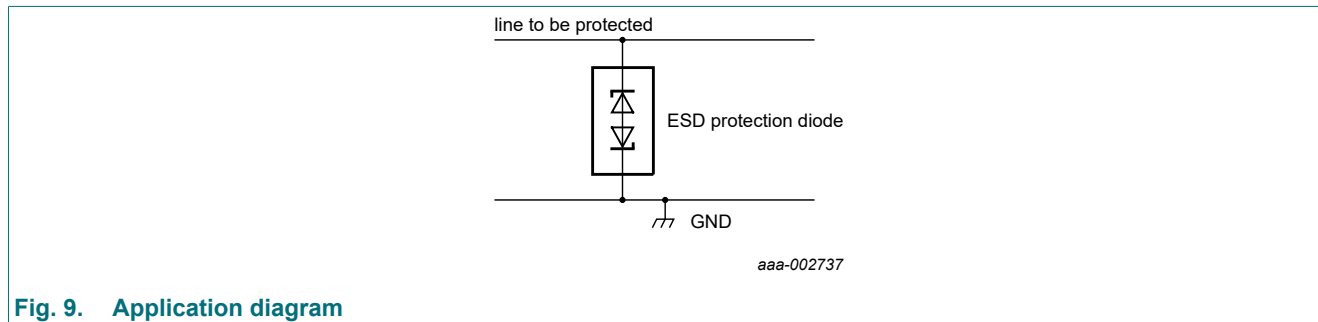 line to be protected
ESD protection diode
GND
aaa-002737
Fig. 9. Application diagram